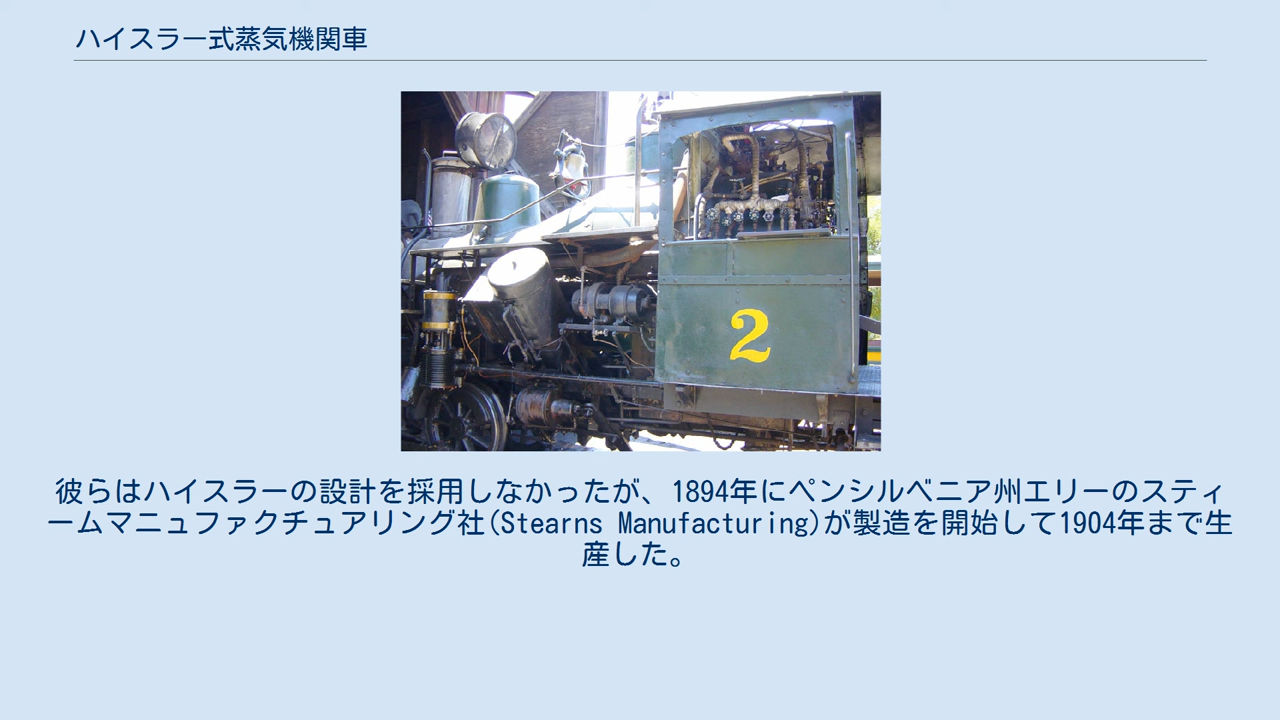 ハイスラー式蒸気機関車
2
彼らはハイスラーの設計を採用しなかったが、1894年にペンシルベニア州エリーのスティ
ームマニュファクチュアリング社(Stearns Manufacturing)が製造を開始して1904年まで生
産した。